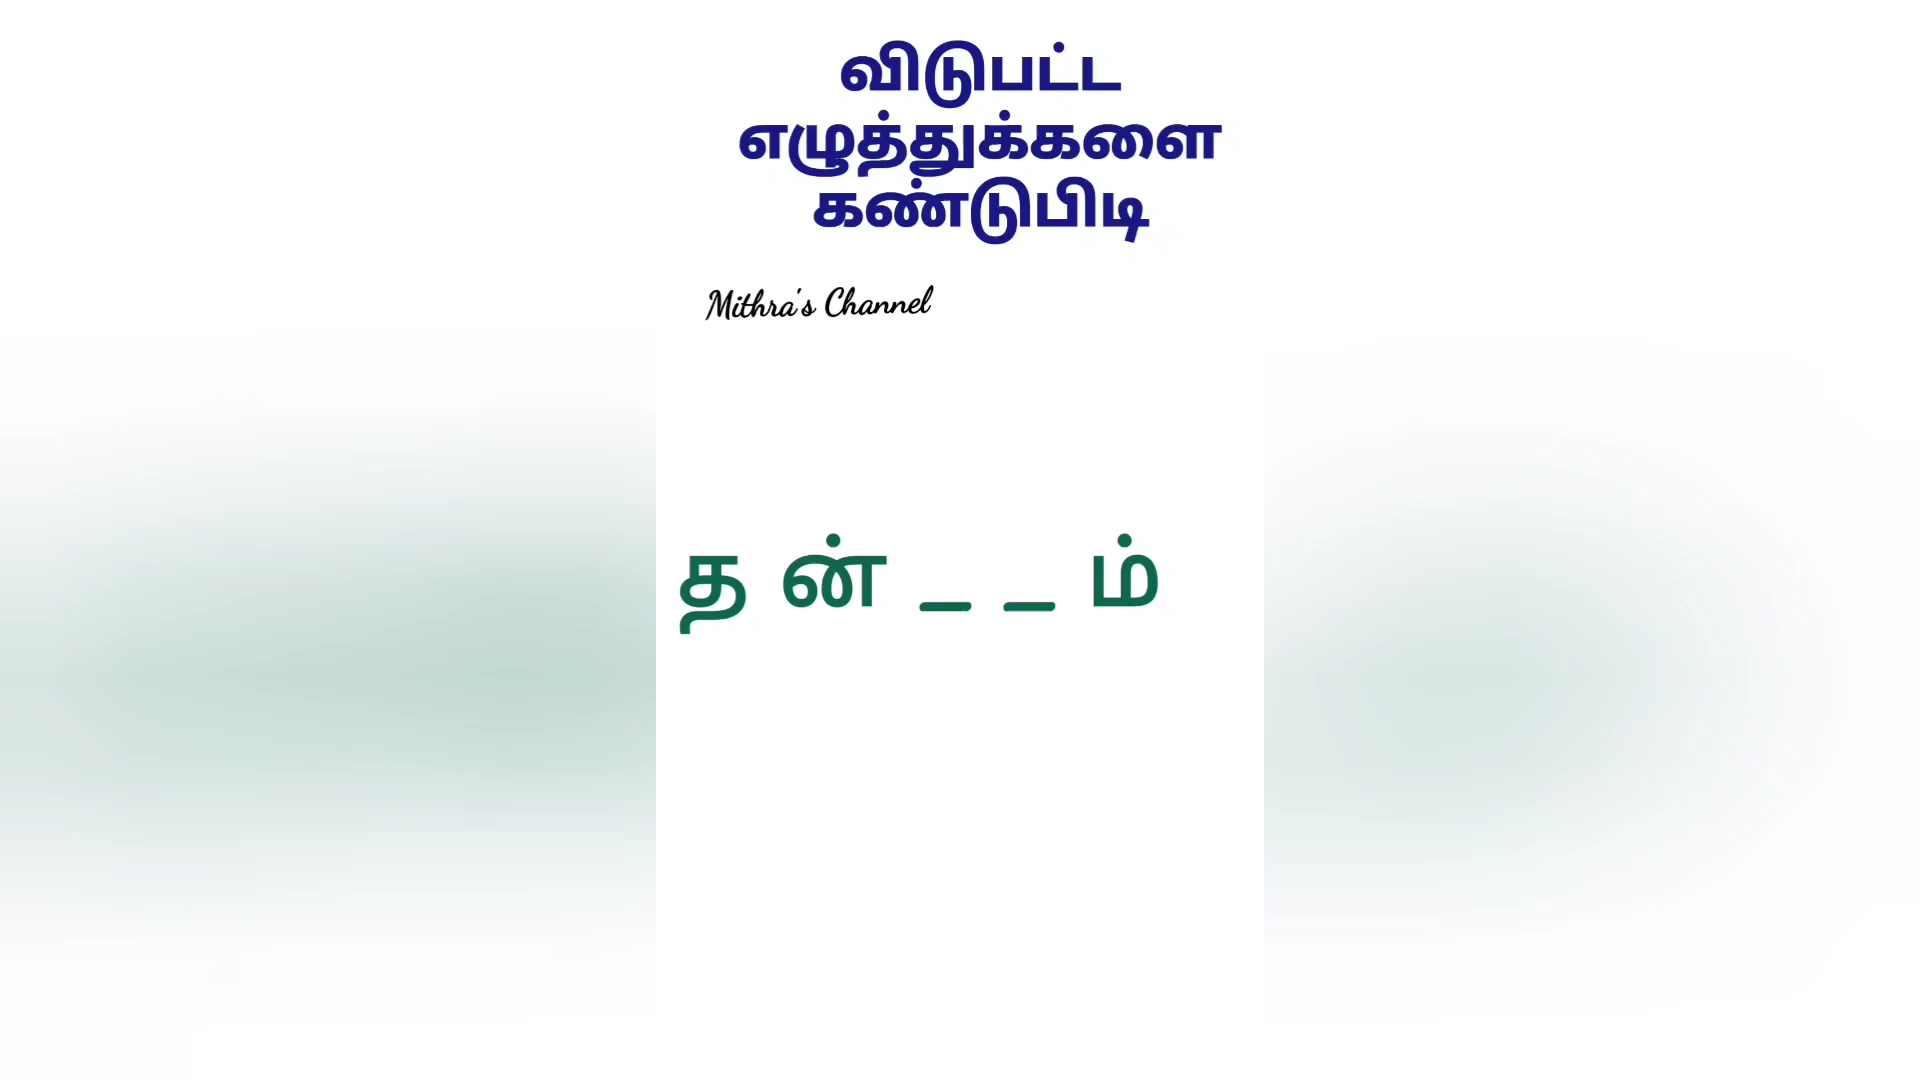 விடுபட்ட
எழுத்துக்களை
கண்டுபிடி
Mithra's Channel
த ன் _ _ ம்